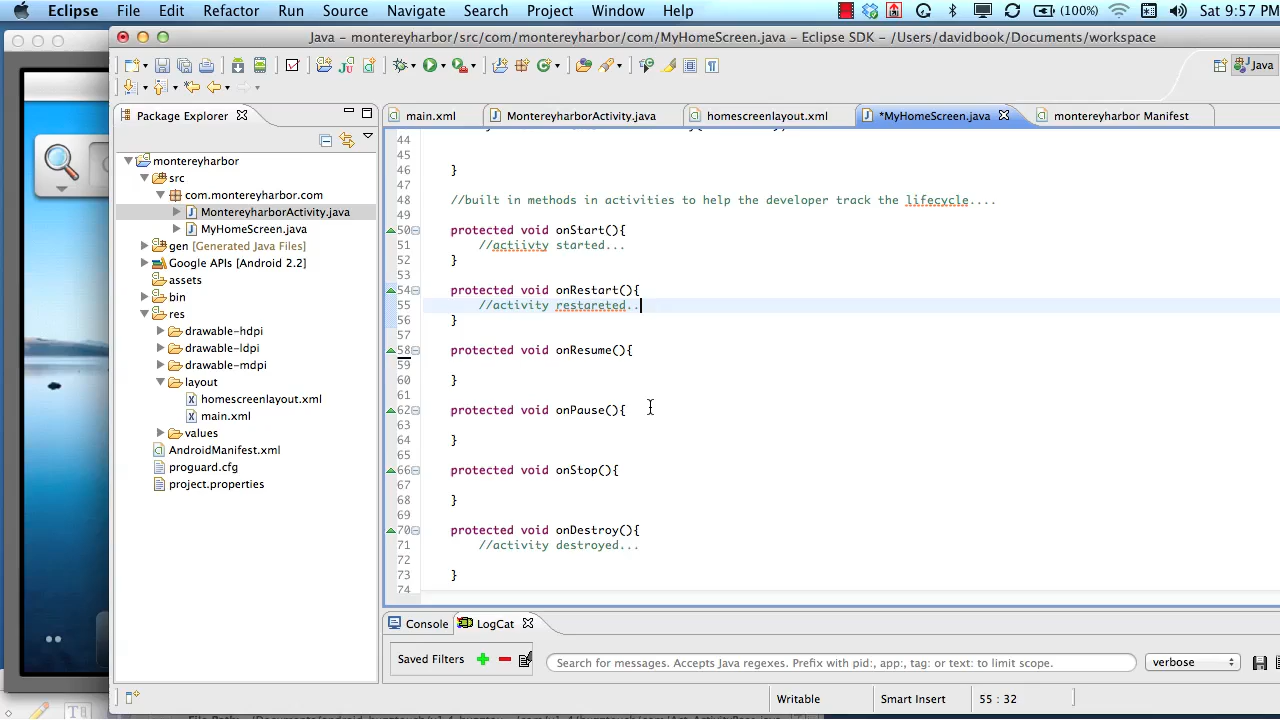 Eclipse File Edit Refactor Run Source Navigate Search Project Window Help (100%) Sat 9:57 PM
Java – montereyharbor/src/com/montereyharbor/com/MyHomeScreen.java – Eclipse SDK – /Users/davidbook/Documents/workspace
Java
Package Explorer
main.xml MontereyharborActivity.java homescreenlayout.xml *MyHomeScreen.java montereyharbor Manifest
montereyharbor
src
com.montereyharbor.com
MontereyharborActivity.java
MyHomeScreen.java
gen [Generated Java Files]
Google APIs [Android 2.2]
assets
bin
res
drawable-hdpi
drawable-ldpi
drawable-mdpi
layout
homescreenlayout.xml
main.xml
values
AndroidManifest.xml
proguard.cfg
project.properties
44
45
46 }
47
48 //built in methods in activities to help the developer track the lifecycle....
49
50 protected void onStart(){
51 //actiivty started...
52 }
53
54 protected void onRestart(){
55 //activity restareted..
56 }
57
58 protected void onResume(){
59
60 }
61
62 protected void onPause(){
63
64 }
65
66 protected void onStop(){
67
68 }
69
70 protected void onDestroy(){
71 //activity destroyed...
72
73 }
74
Console LogCat
Saved Filters Search for messages. Accepts Java regexes. Prefix with pid:, app:, tag: or text: to limit scope. verbose
Writable Smart Insert 55 : 32